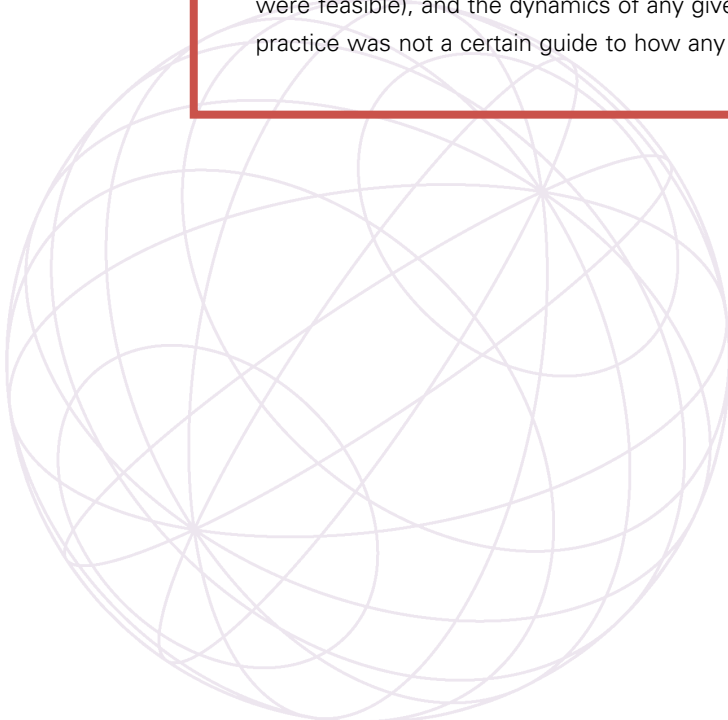 were feasible), and the dynamics of any give
practice was not a certain guide to how any